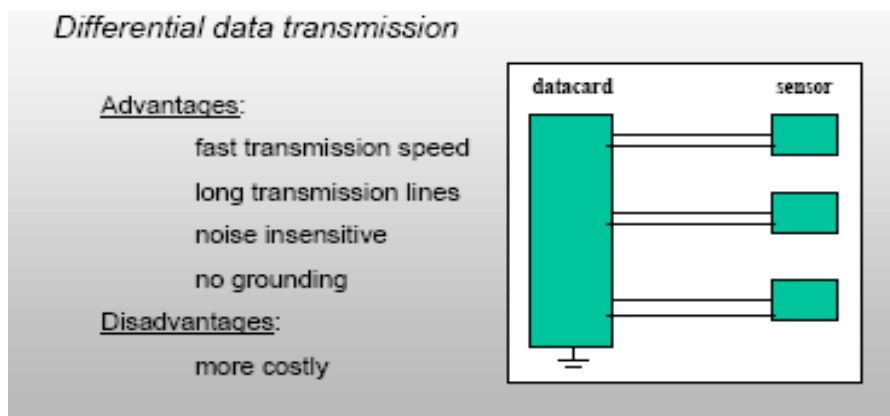 Differential data transmission
Advantages:
fast transmission speed
long transmission lines
noise insensitive
no grounding
Disadvantages:
more costly
datacard sensor